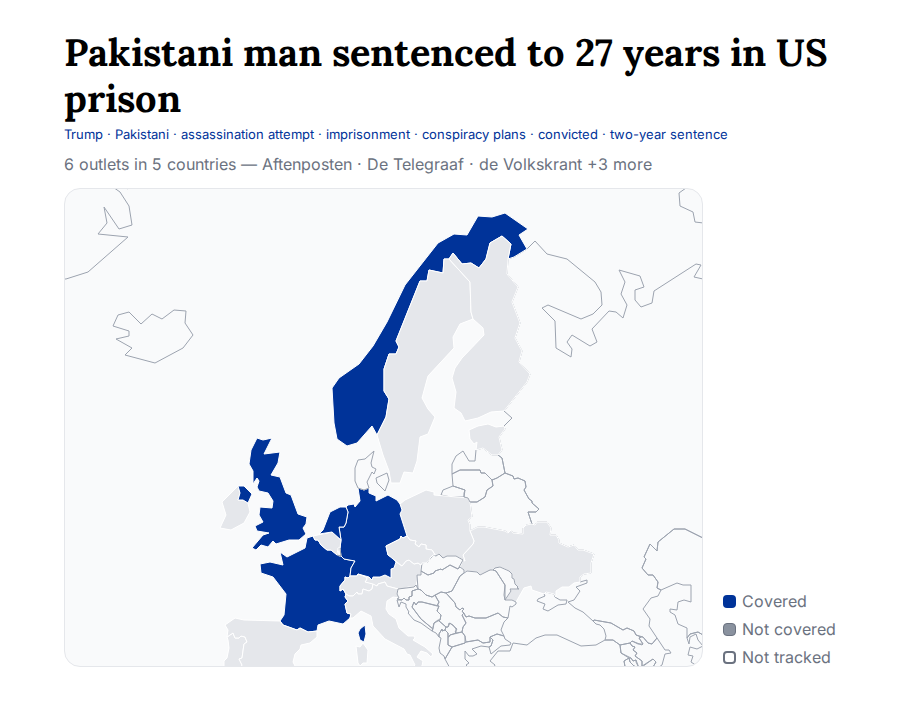 Pakistani man sentenced to 27 years in US
prison
Trump · Pakistani · assassination attempt · imprisonment · conspiracy plans · convicted · two-year sentence
6 outlets in 5 countries — Aftenposten · De Telegraaf · de Volkskrant +3 more
Covered
Not covered
Not tracked